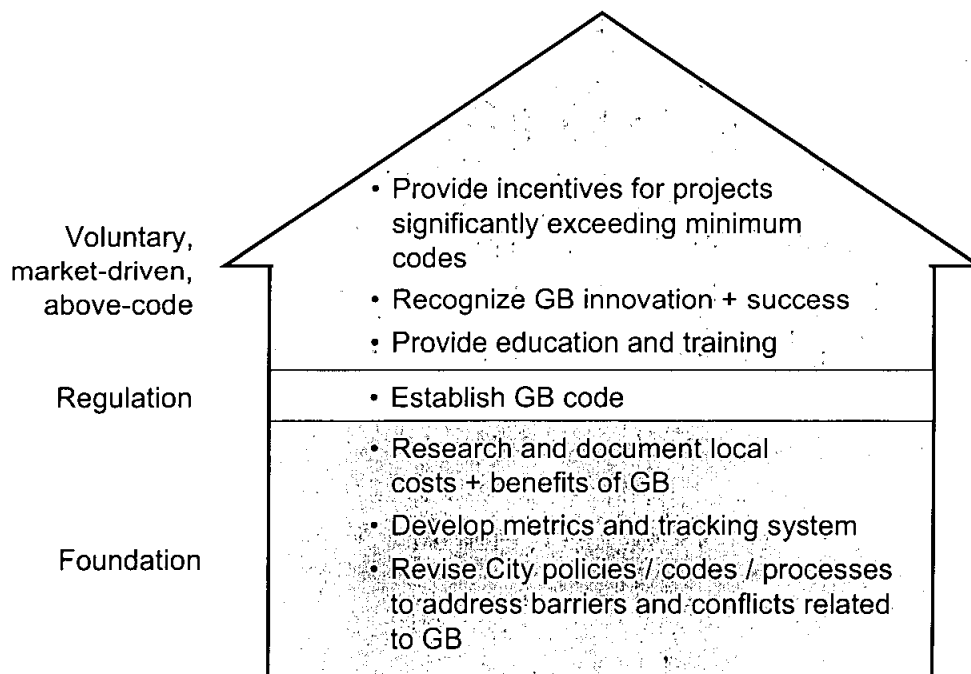 Voluntary,
market-driven,
above-code
• Provide incentives for projects
significantly exceeding minimum
codes
• Recognize GB innovation + success
• Provide education and training
Regulation
• Establish GB code
Foundation
• Research and document local
costs + benefits of GB
• Develop metrics and tracking system
• Revise City policies / codes / processes
to address barriers and conflicts related
to GB